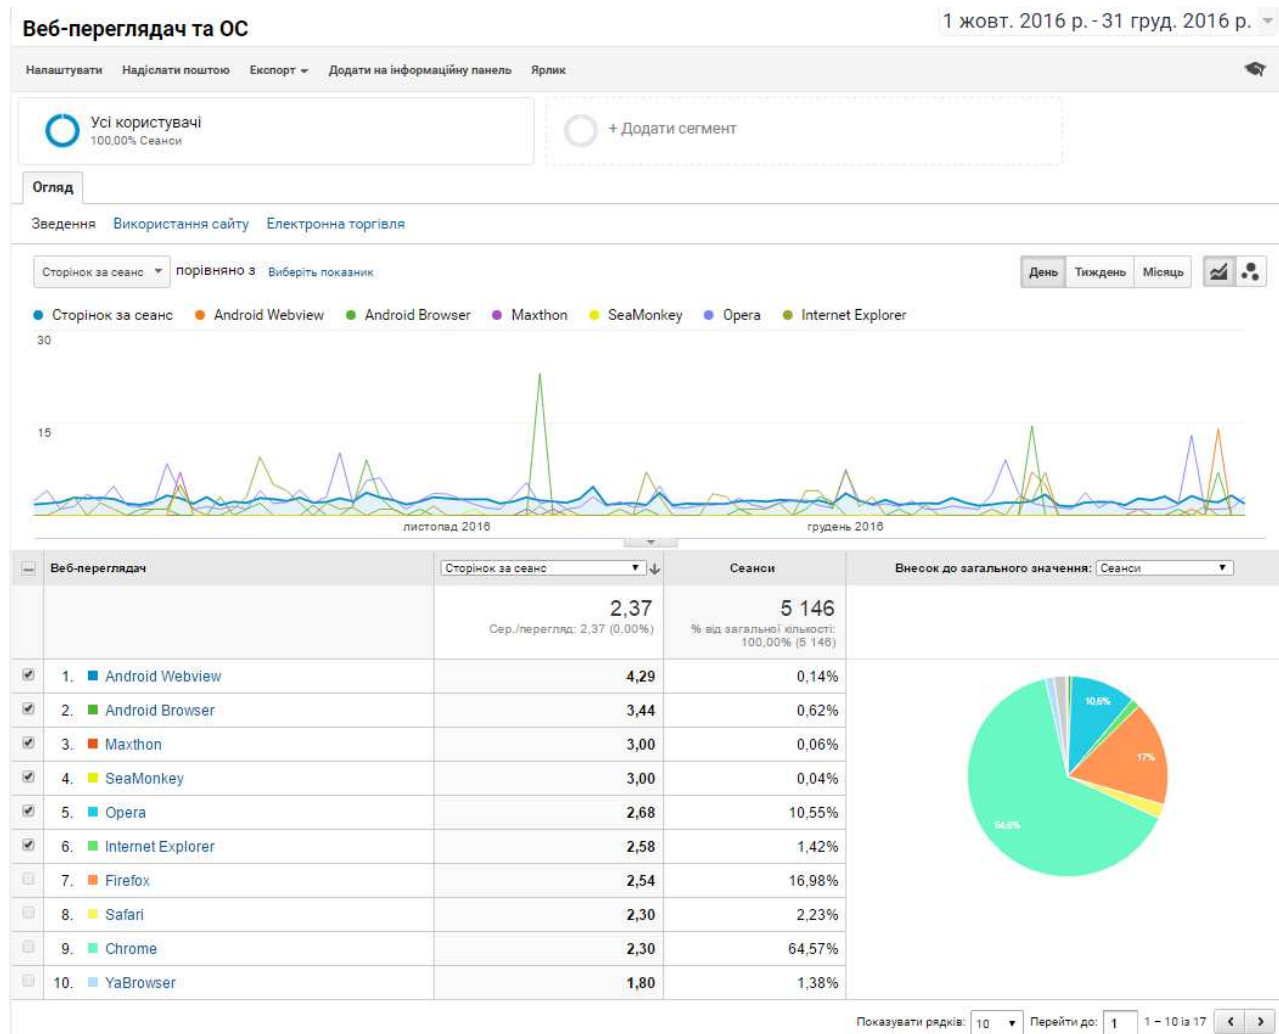 Веб-переглядач та ОС
1 жовт. 2016 р. - 31 груд. 2016 р.
Налаштувати Надіслати поштою Експорт Додати на інформаційну панель Ярлик
Усі користувачі
100,00% Сеанси
+ Додати сегмент
Огляд
Зведення Використання сайту Електронна торгівля
Сторінок за сеанс порівняно з Виберіть показник
День Тиждень Місяць
Сторінок за сеанс Android Webview Android Browser Maxthon SeaMonkey Opera Internet Explorer
30
15
листопад 2016 грудень 2016
Веб-переглядач Сторінок за сеанс Сеанси Внесок до загального значення: Сеанси
2,37 5 146
Сер./перегляд: 2,37 (0,00%) % від загальної кількості:
100,00% (5 146)
1. Android Webview 4,29 0,14%
2. Android Browser 3,44 0,62%
3. Maxthon 3,00 0,06%
4. SeaMonkey 3,00 0,04%
5. Opera 2,68 10,55%
6. Internet Explorer 2,58 1,42%
7. Firefox 2,54 16,98%
8. Safari 2,30 2,23%
9. Chrome 2,30 64,57%
10. YaBrowser 1,80 1,38%
10,6%
17%
64,6%
Показувати рядків: 10 Перейти до: 1 1 – 10 із 17